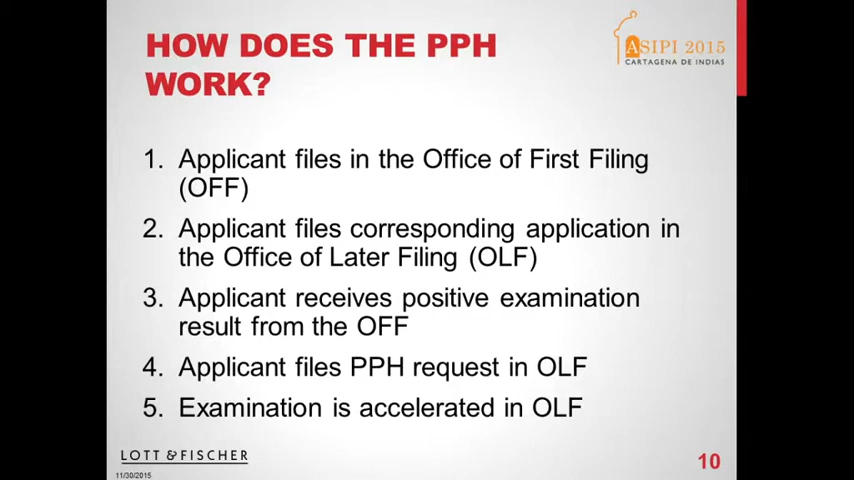 HOW DOES THE PPH
WORK?
ASIPI 2015
CARTAGENA DE INDIAS
1. Applicant files in the Office of First Filing
(OFF)
2. Applicant files corresponding application in
the Office of Later Filing (OLF)
3. Applicant receives positive examination
result from the OFF
4. Applicant files PPH request in OLF
5. Examination is accelerated in OLF
LOTT & FISCHER
11/30/2015
10